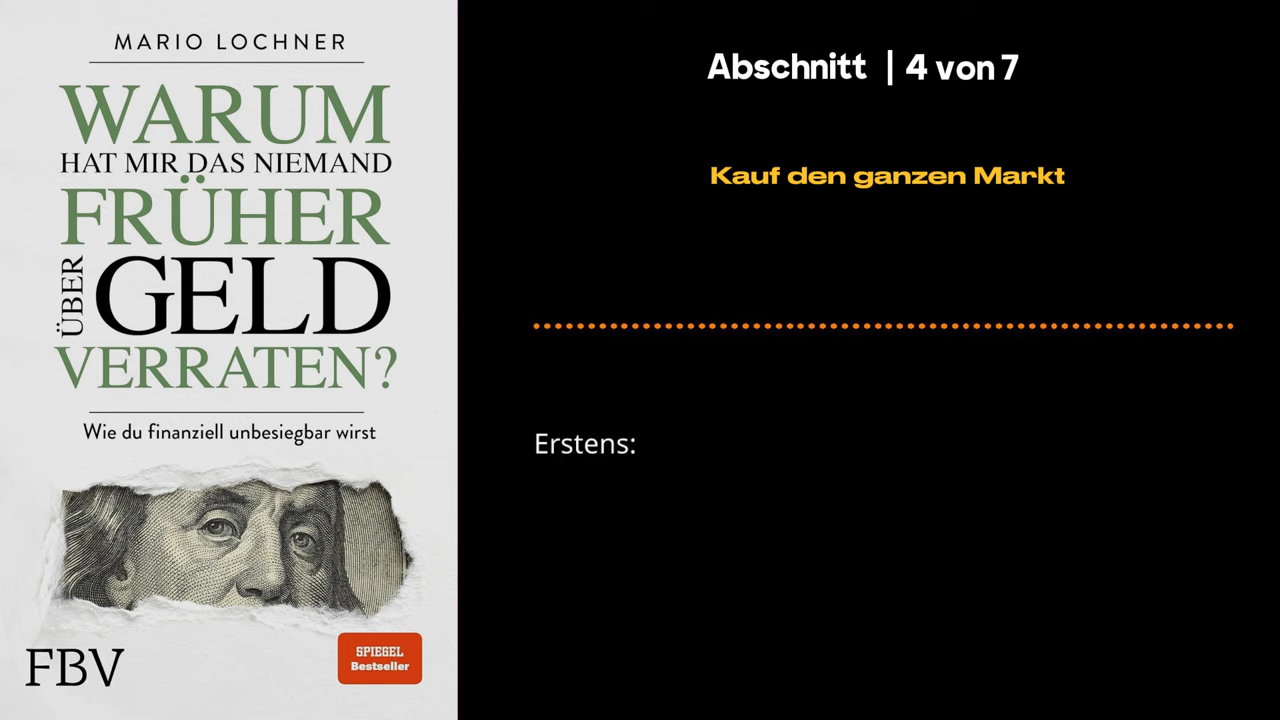 MARIO LOCHNER
WARUM
HAT MIR DAS NIEMAND
FRÜHER
ÜBER GELD
VERRATEN?
Wie du finanziell unbesiegbar wirst
FBV
SPIEGEL
Bestseller
Abschnitt | 4 von 7
Kauf den ganzen Markt
Erstens: